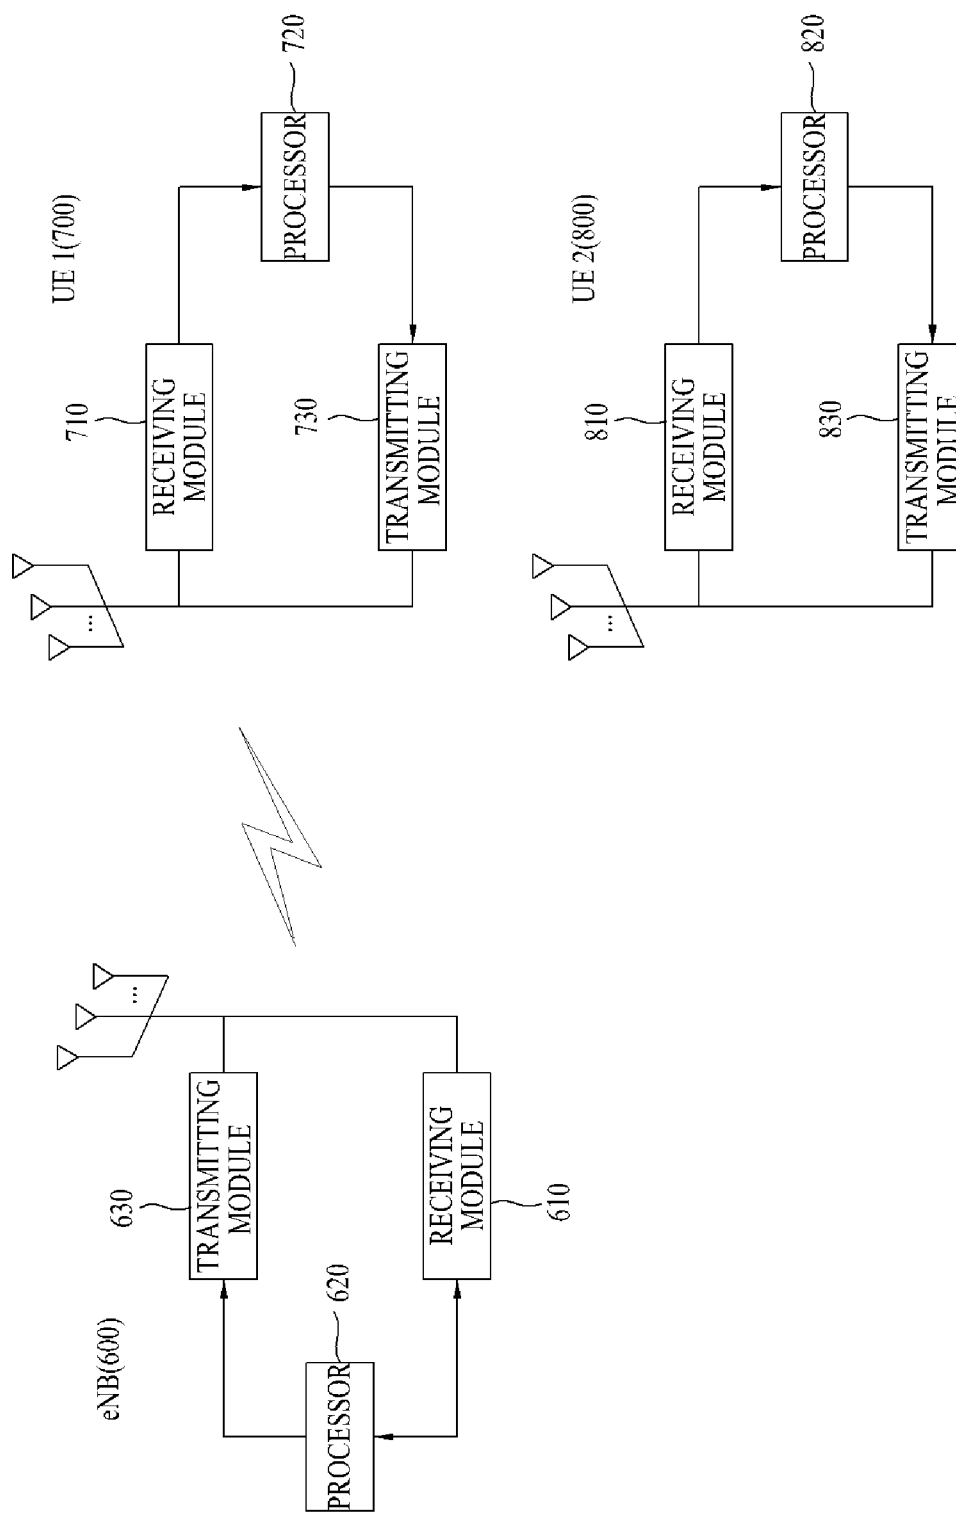 eNB(600)
630
TRANSMITTING
MODULE
620
PROCESSOR
RECEIVING
MODULE
610
...
UE 1(700)
...
710
RECEIVING
MODULE
720
PROCESSOR
730
TRANSMITTING
MODULE
UE 2(800)
...
810
RECEIVING
MODULE
820
PROCESSOR
830
TRANSMITTING
MODULE